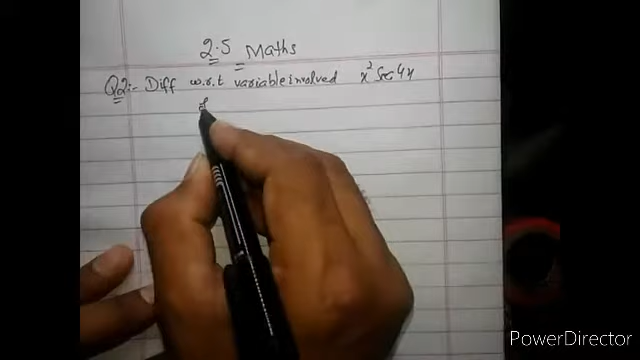 2.5 Maths
Q2:- Diff w.r.t variable involved x² Sec 4x
PowerDirector